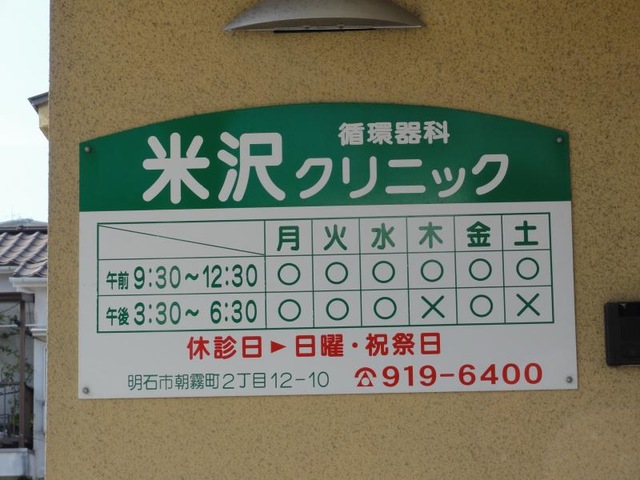 循環器科
米沢クリニック
月 火 水 木 金 土
午前 9:30〜12:30 ○ ○ ○ ○ ○ ○
午後 3:30〜6:30 ○ ○ ○ × ○ ×
休診日▶日曜・祝祭日
明石市朝霧町2丁目12-10 ☎919-6400